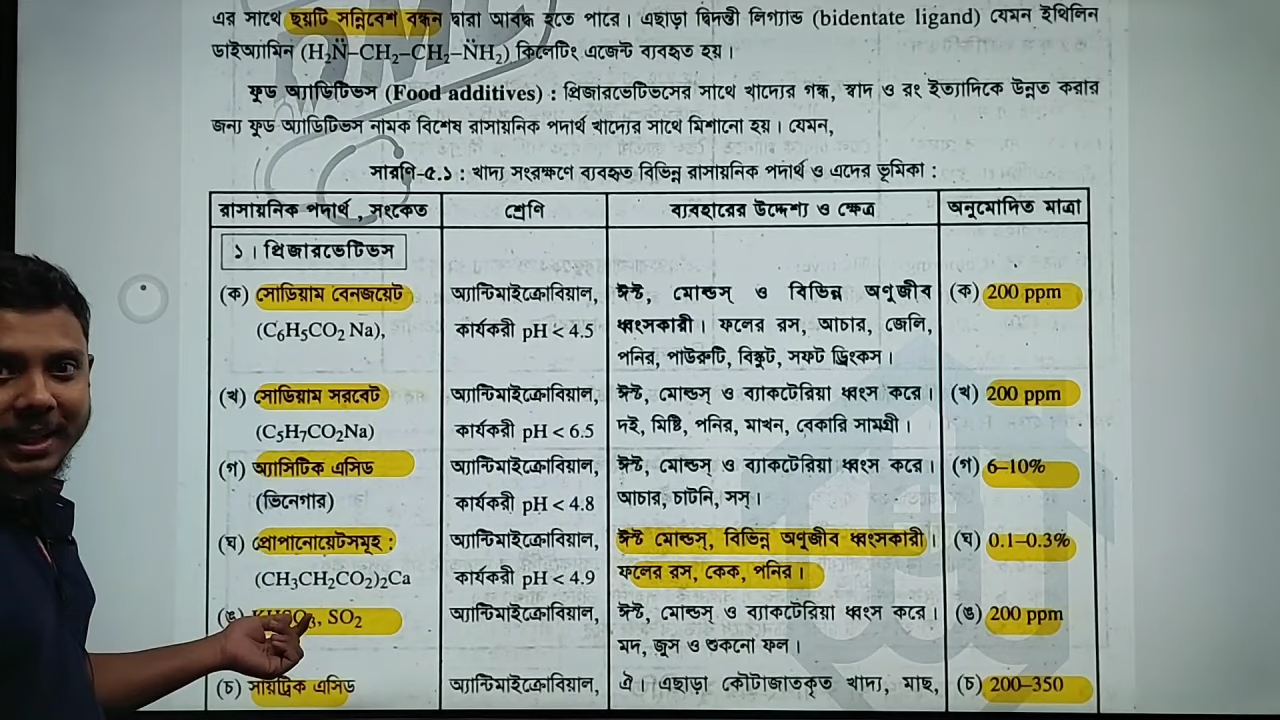 এর সাথে ছয়টি সন্নিবেশ বন্ধন দ্বারা আবদ্ধ হতে পারে। এছাড়া দ্বিদন্তী লিগ্যান্ড (bidentate ligand) যেমন ইথিলিন
ডাইঅ্যামিন (H₂N̈–CH₂–CH₂–N̈H₂) কিলেটিং এজেন্ট ব্যবহৃত হয়।
ফুড অ্যাডিটিভস (Food additives) : প্রিজারভেটিভসের সাথে খাদ্যের গন্ধ, স্বাদ ও রং ইত্যাদিকে উন্নত করার
জন্য ফুড অ্যাডিটিভস নামক বিশেষ রাসায়নিক পদার্থ খাদ্যের সাথে মিশানো হয়। যেমন,
সারণি-৫.১ : খাদ্য সংরক্ষণে ব্যবহৃত বিভিন্ন রাসায়নিক পদার্থ ও এদের ভূমিকা :
রাসায়নিক পদার্থ , সংকেত শ্রেণি ব্যবহারের উদ্দেশ্য ও ক্ষেত্র অনুমোদিত মাত্রা
১। প্রিজারভেটিভস
(ক) সোডিয়াম বেনজয়েট অ্যান্টিমাইক্রোবিয়াল, ঈস্ট, মোল্ডস্ ও বিভিন্ন অণুজীব (ক) 200 ppm
(C₆H₅CO₂ Na), কার্যকরী pH < 4.5 ধ্বংসকারী। ফলের রস, আচার, জেলি,
পনির, পাউরুটি, বিস্কুট, সফট ড্রিংকস।
(খ) সোডিয়াম সরবেট অ্যান্টিমাইক্রোবিয়াল, ঈস্ট, মোল্ডস্ ও ব্যাকটেরিয়া ধ্বংস করে। (খ) 200 ppm
(C₅H₇CO₂Na) কার্যকরী pH < 6.5 দই, মিষ্টি, পনির, মাখন, বেকারি সামগ্রী।
(গ) অ্যাসিটিক এসিড অ্যান্টিমাইক্রোবিয়াল, ঈস্ট, মোল্ডস্ ও ব্যাকটেরিয়া ধ্বংস করে। (গ) 6–10%
(ভিনেগার) কার্যকরী pH < 4.8 আচার, চাটনি, সস্।
(ঘ) প্রোপানোয়েটসমূহ : অ্যান্টিমাইক্রোবিয়াল, ঈস্ট মোল্ডস্, বিভিন্ন অণুজীব ধ্বংসকারী। (ঘ) 0.1–0.3%
(CH₃CH₂CO₂)₂Ca কার্যকরী pH < 4.9 ফলের রস, কেক, পনির।
(ঙ) SO₂ অ্যান্টিমাইক্রোবিয়াল, ঈস্ট, মোল্ডস্ ও ব্যাকটেরিয়া ধ্বংস করে। (ঙ) 200 ppm
মদ, জুস ও শুকনো ফল।
(চ) সায়ট্রিক এসিড অ্যান্টিমাইক্রোবিয়াল, ঐ। এছাড়া কৌটাজাতকৃত খাদ্য, মাছ, (চ) 200–350